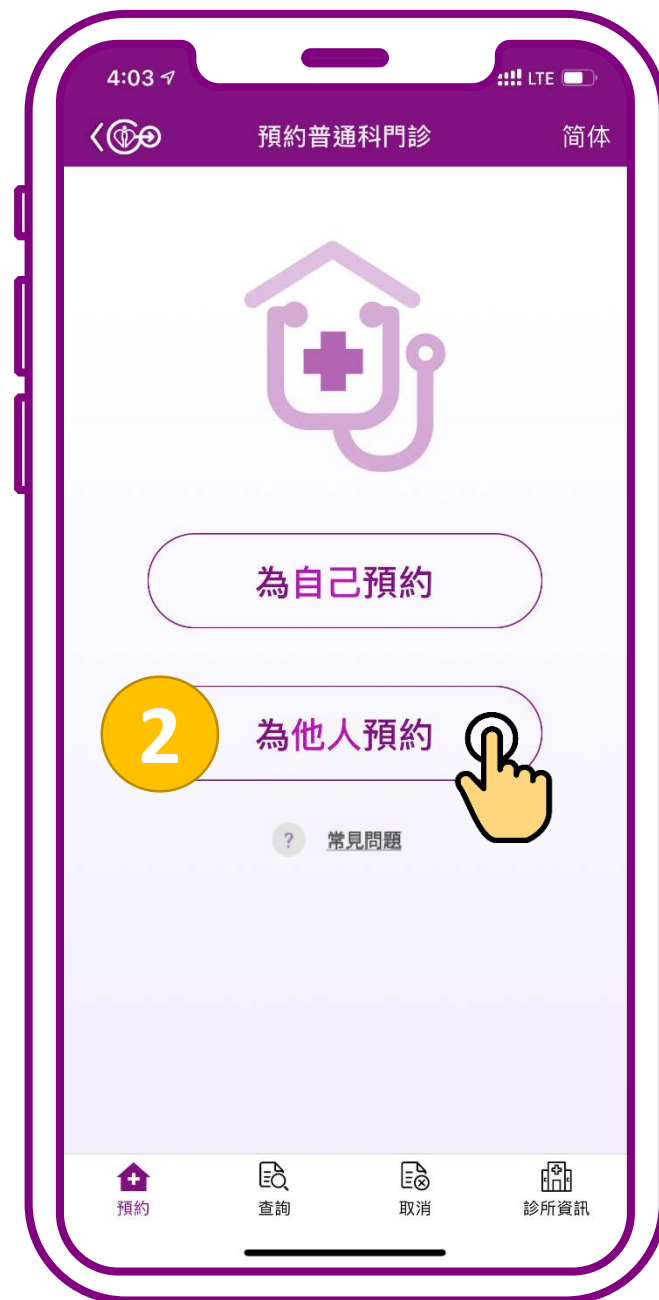 4:03
LTE
預約普通科門診
简体
為自己預約
2
為他人預約
? 常見問題
預約
查詢
取消
診所資訊